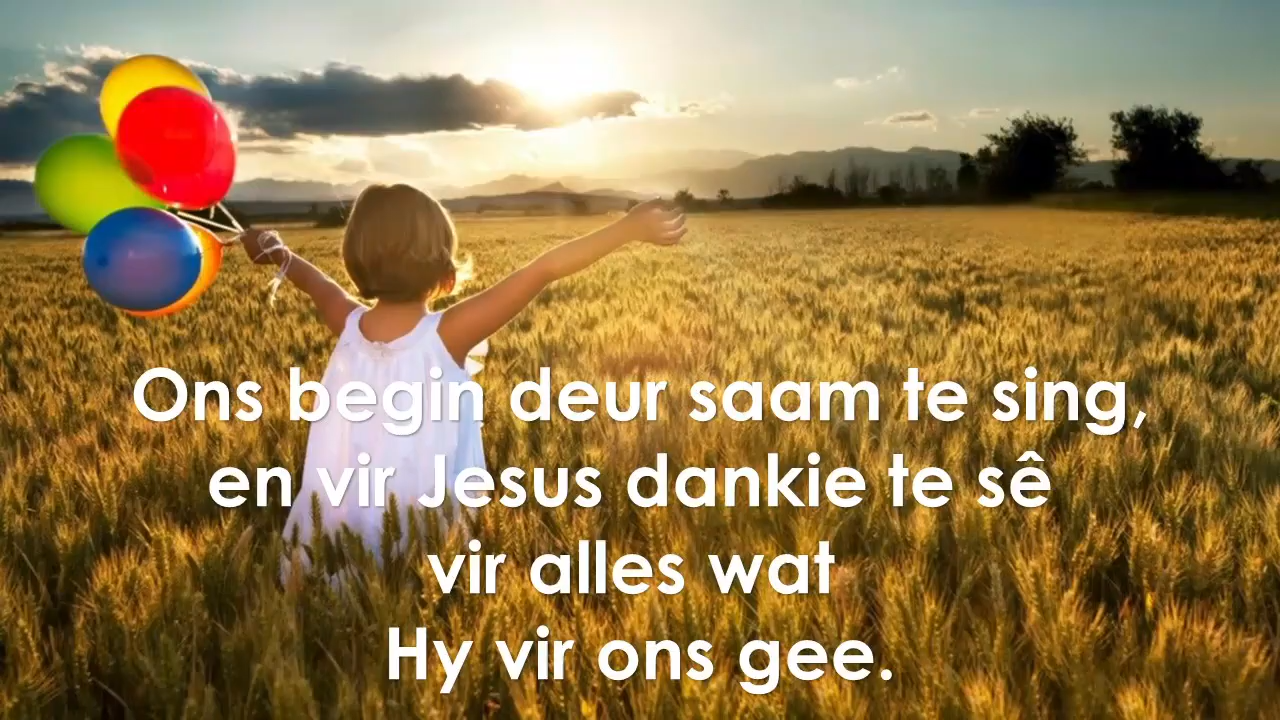 Ons begin deur saam te sing,
en vir Jesus dankie te sê
vir alles wat
Hy vir ons gee.